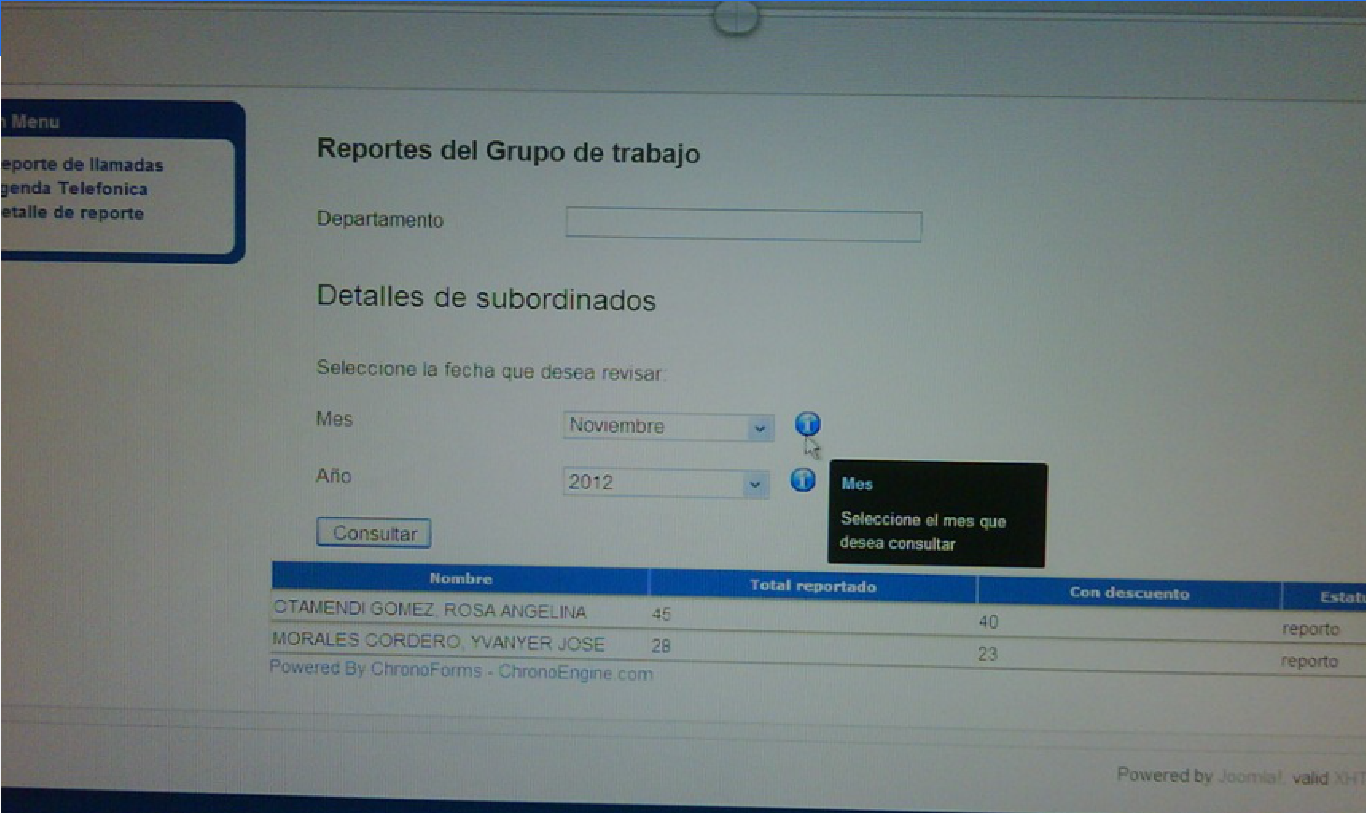 Menu
eporte de llamadas
genda Telefonica
etalle de reporte
Reportes del Grupo de trabajo
Departamento
Detalles de subordinados
Seleccione la fecha que desea revisar:
Mes Noviembre
Año 2012
Mes
Seleccione el mes que
desea consultar
Consultar
Nombre Total reportado Con descuento Estatu
OTAMENDI GOMEZ, ROSA ANGELINA 45 40 reporto
MORALES CORDERO, YVANYER JOSE 28 23 reporto
Powered By ChronoForms - ChronoEngine.com
Powered by Joomla!. valid XHT